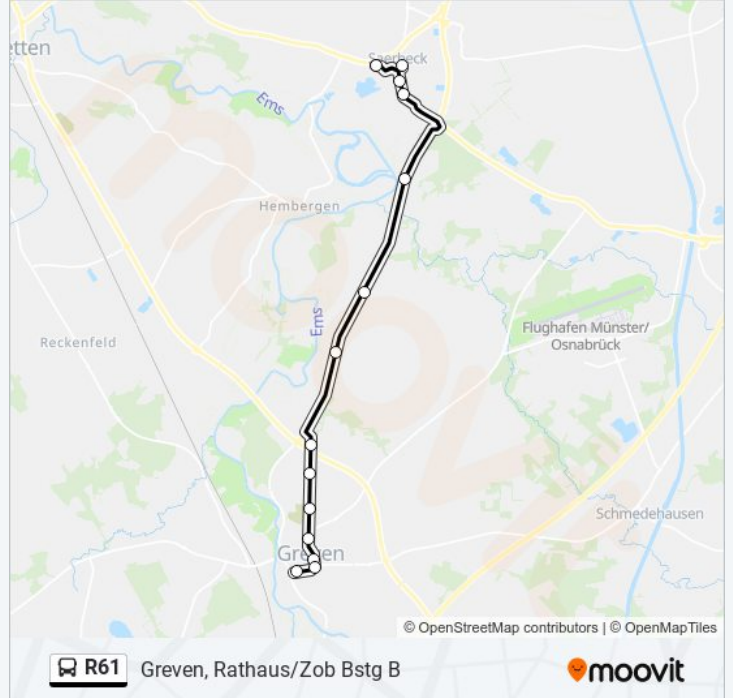 etten
Saerbeck
Ems
Hembergen
Ems
Flughafen Münster/
Osnabrück
Reckenfeld
Schmedehausen
Greven
© OpenStreetMap contributors | © OpenMapTiles
R61 Greven, Rathaus/Zob Bstg B
moovit